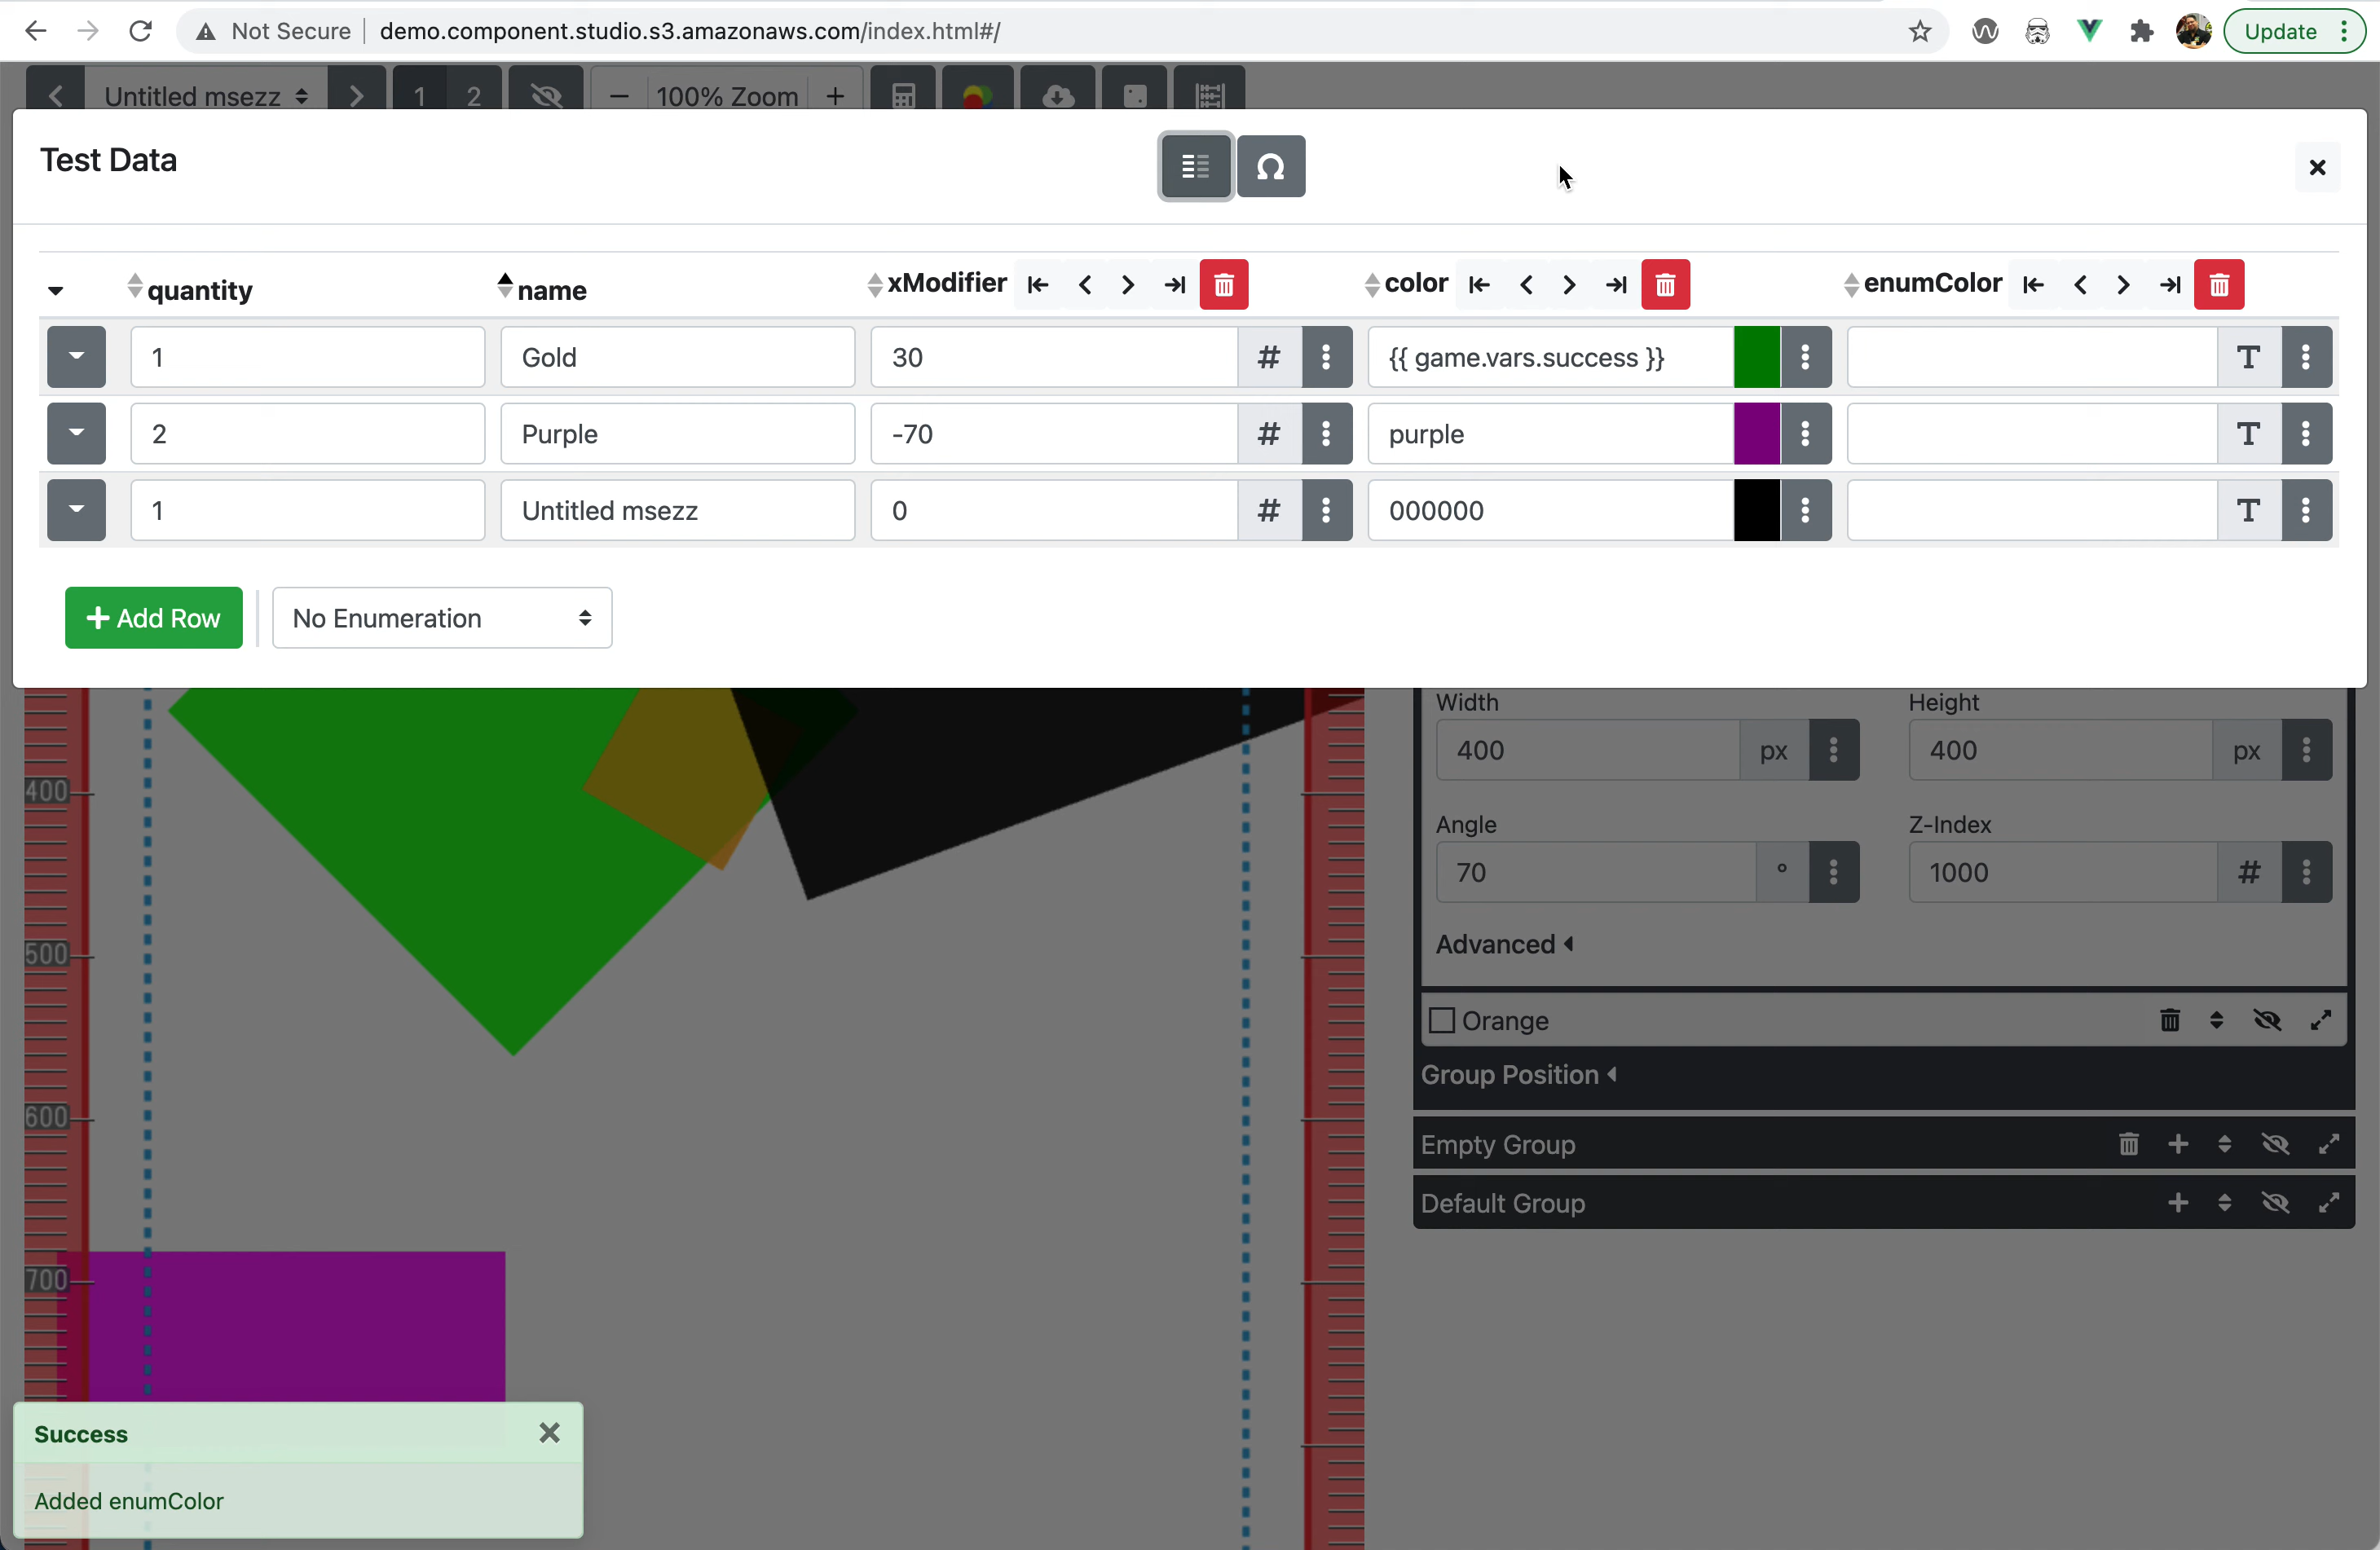 Not Secure demo.component.studio.s3.amazonaws.com/index.html#/ Update
Untitled msezz 1 2 100% Zoom
Test Data
quantity name xModifier color enumColor
1 Gold 30 # {{ game.vars.success }} T
2 Purple -70 # purple T
1 Untitled msezz 0 # 000000 T
Add Row No Enumeration
Width Height
400 px 400 px
400
Angle Z-Index
70 ° 1000 #
Advanced
500
Orange
Group Position
600
Empty Group
Default Group
700
Success
Added enumColor